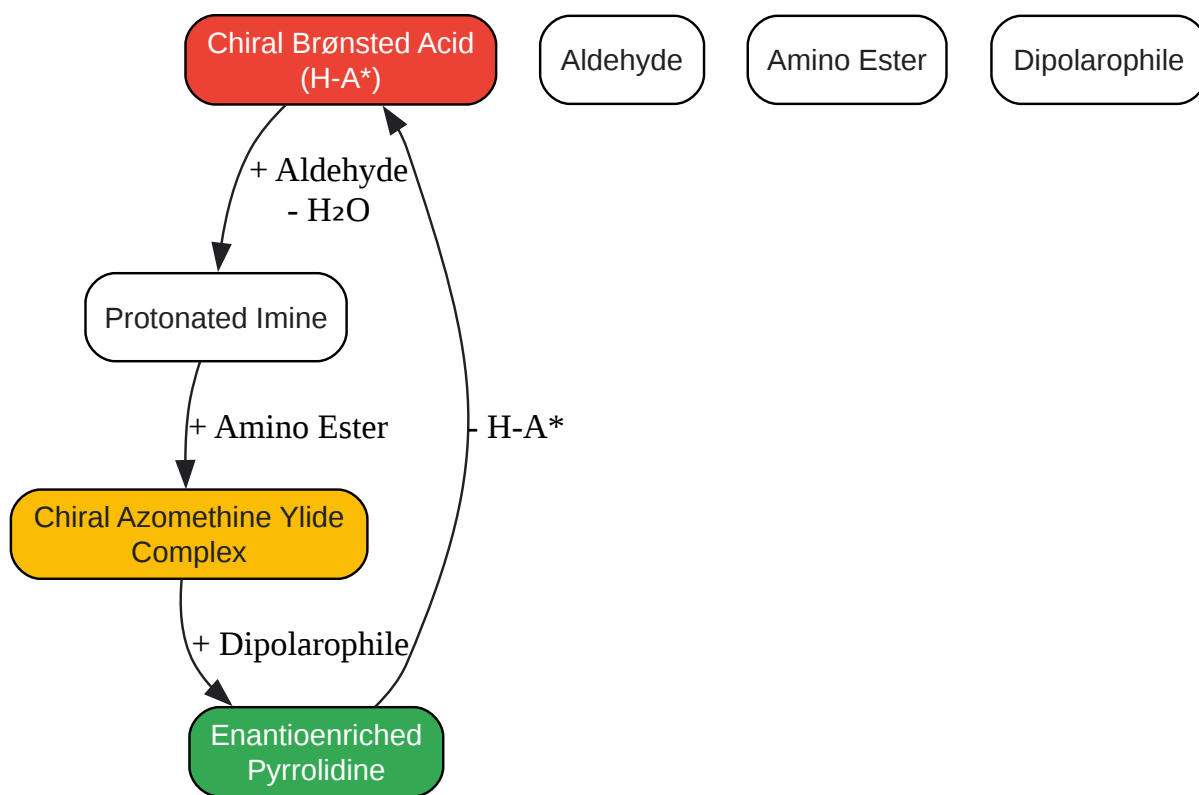 Chiral Brønsted Acid
(H-A*)
Aldehyde
Amino Ester
Dipolarophile
+ Aldehyde
- H₂O
Protonated Imine
+ Amino Ester
- H-A*
Chiral Azomethine Ylide
Complex
+ Dipolarophile
Enantioenriched
Pyrrolidine